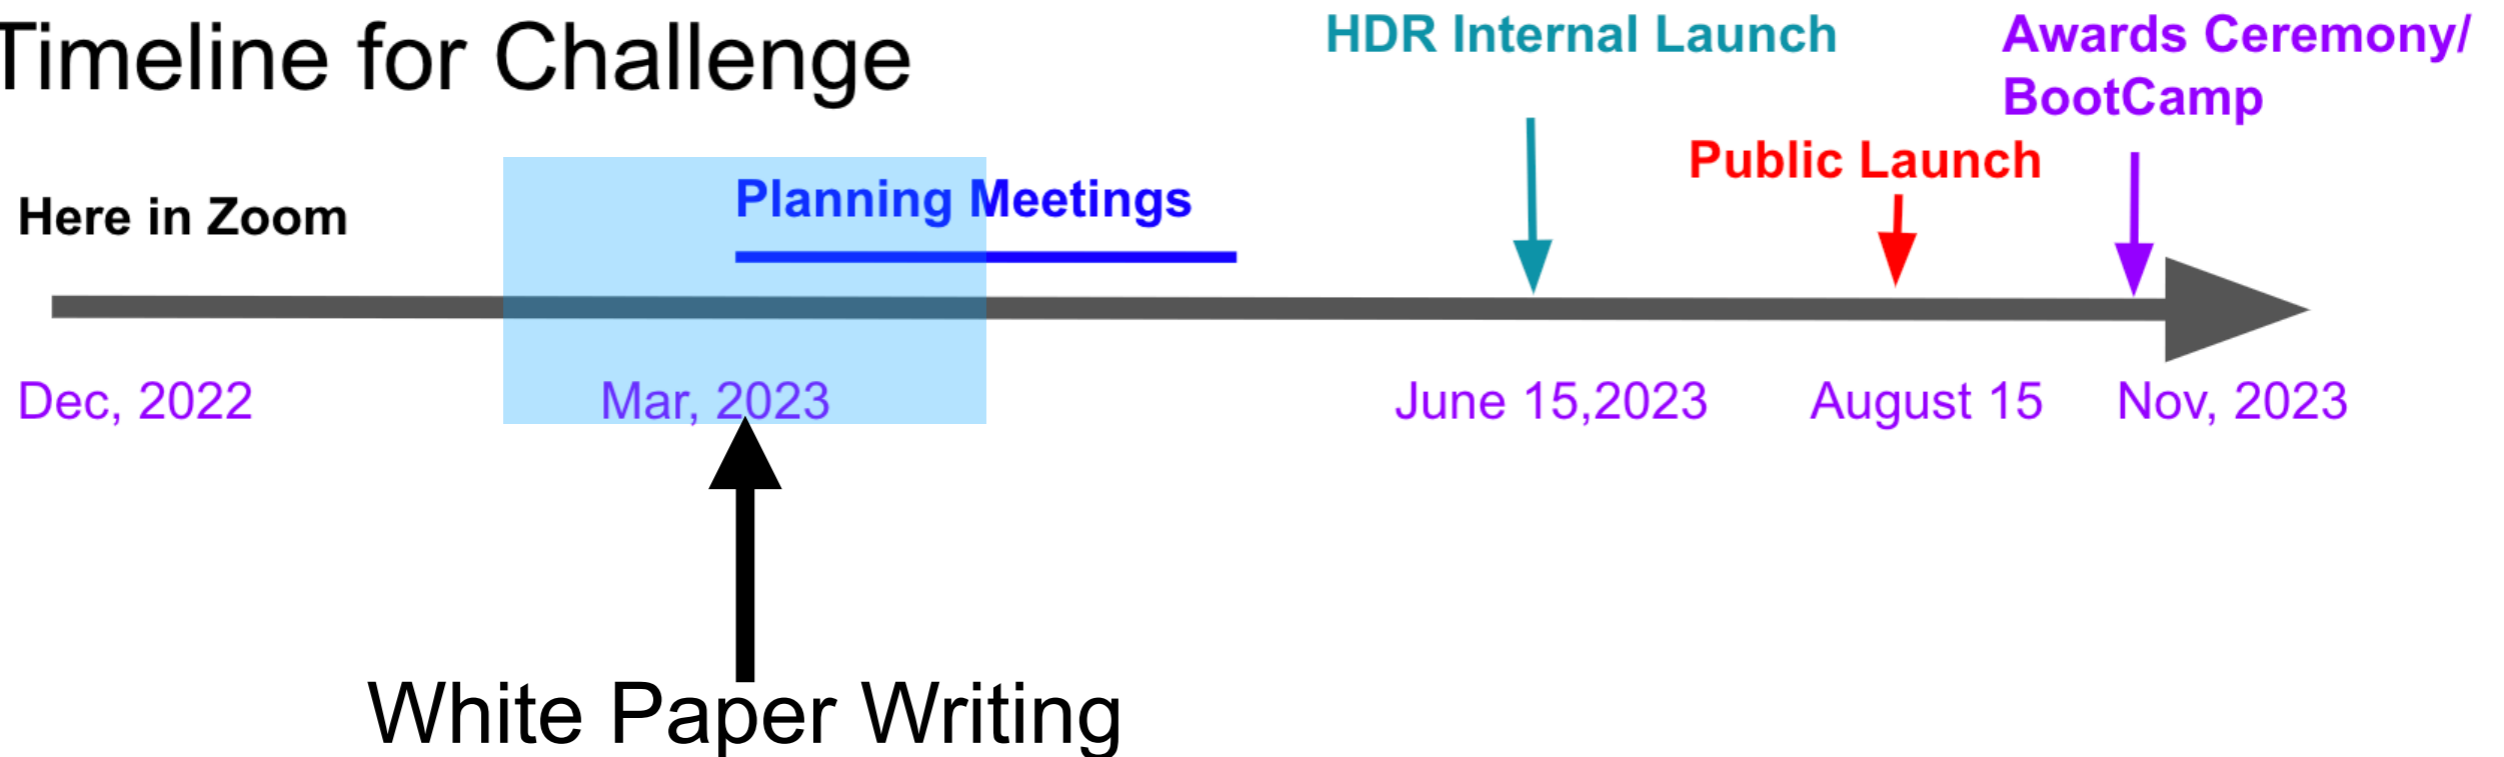 Timeline for Challenge
HDR Internal Launch
Awards Ceremony/
BootCamp
Public Launch
Planning Meetings
Here in Zoom
Dec, 2022
Mar, 2023
June 15,2023
August 15
Nov, 2023
White Paper Writing